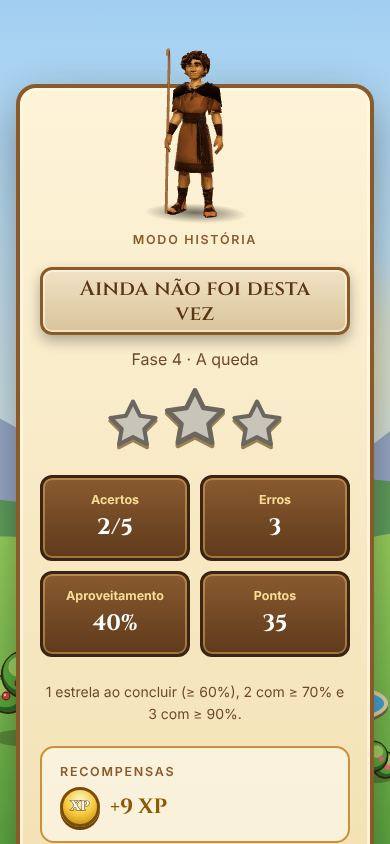 MODO HISTÓRIA
Ainda não foi desta
vez
Fase 4 · A queda
Acertos
2/5
Erros
3
Aproveitamento
40%
Pontos
35
1 estrela ao concluir (≥ 60%), 2 com ≥ 70% e
3 com ≥ 90%.
RECOMPENSAS
XP +9 XP